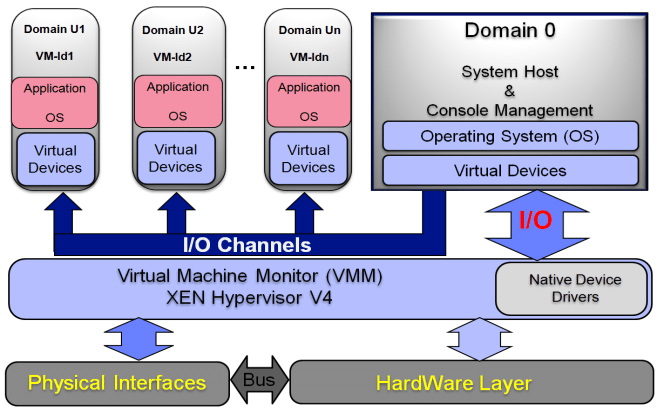 Domain U1
VM-Id1
Application
OS
Virtual
Devices
Domain U2
VM-Id2
Application
OS
Virtual
Devices
...
Domain Un
VM-Idn
Application
OS
Virtual
Devices
Domain 0
System Host
&
Console Management
Operating System (OS)
Virtual Devices
I/O
I/O Channels
Virtual Machine Monitor (VMM)
XEN Hypervisor V4
Native Device
Drivers
Physical Interfaces
Bus
HardWare Layer